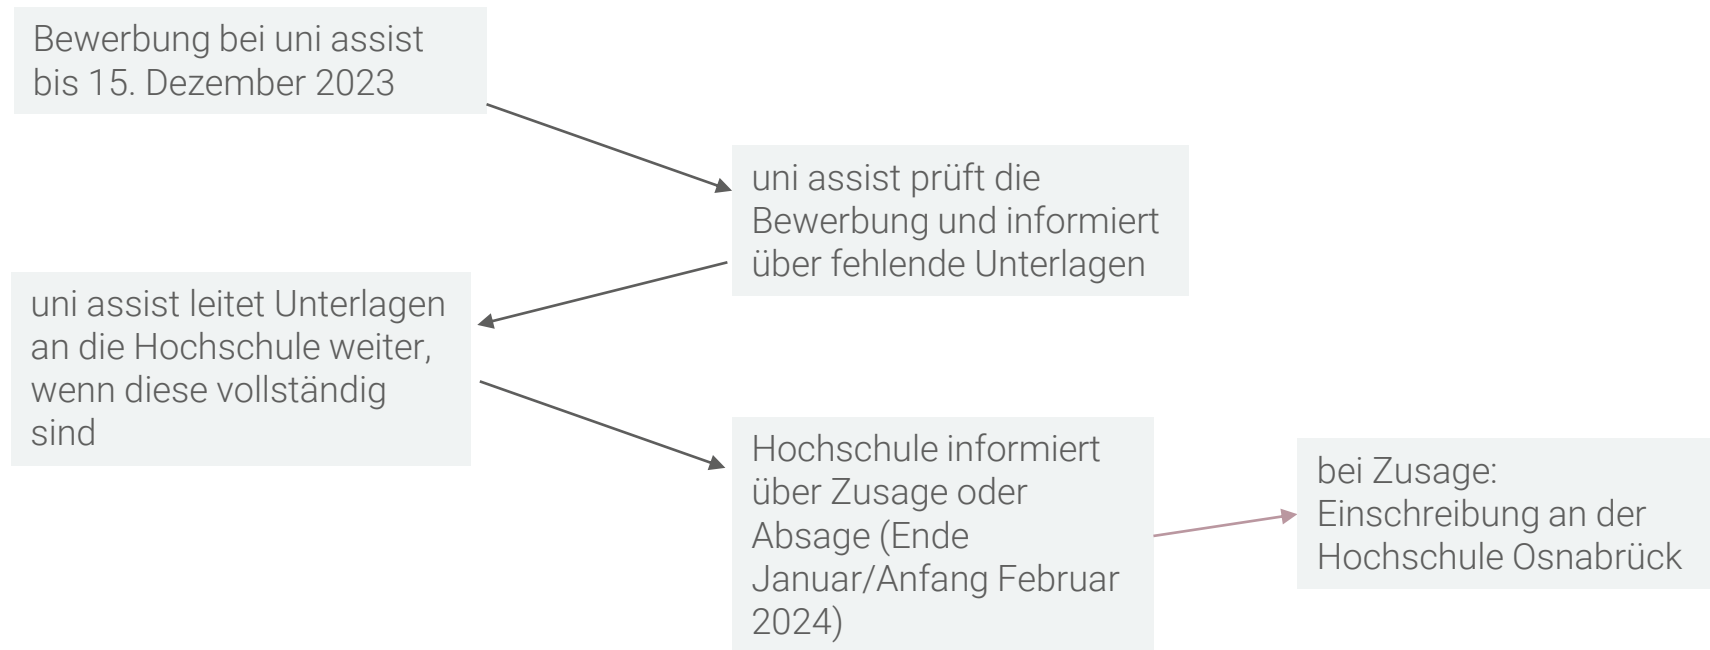 Bewerbung bei uni assist
bis 15. Dezember 2023
uni assist prüft die
Bewerbung und informiert
über fehlende Unterlagen
uni assist leitet Unterlagen
an die Hochschule weiter,
wenn diese vollständig
sind
Hochschule informiert
über Zusage oder
Absage (Ende
Januar/Anfang Februar
2024)
bei Zusage:
Einschreibung an der
Hochschule Osnabrück